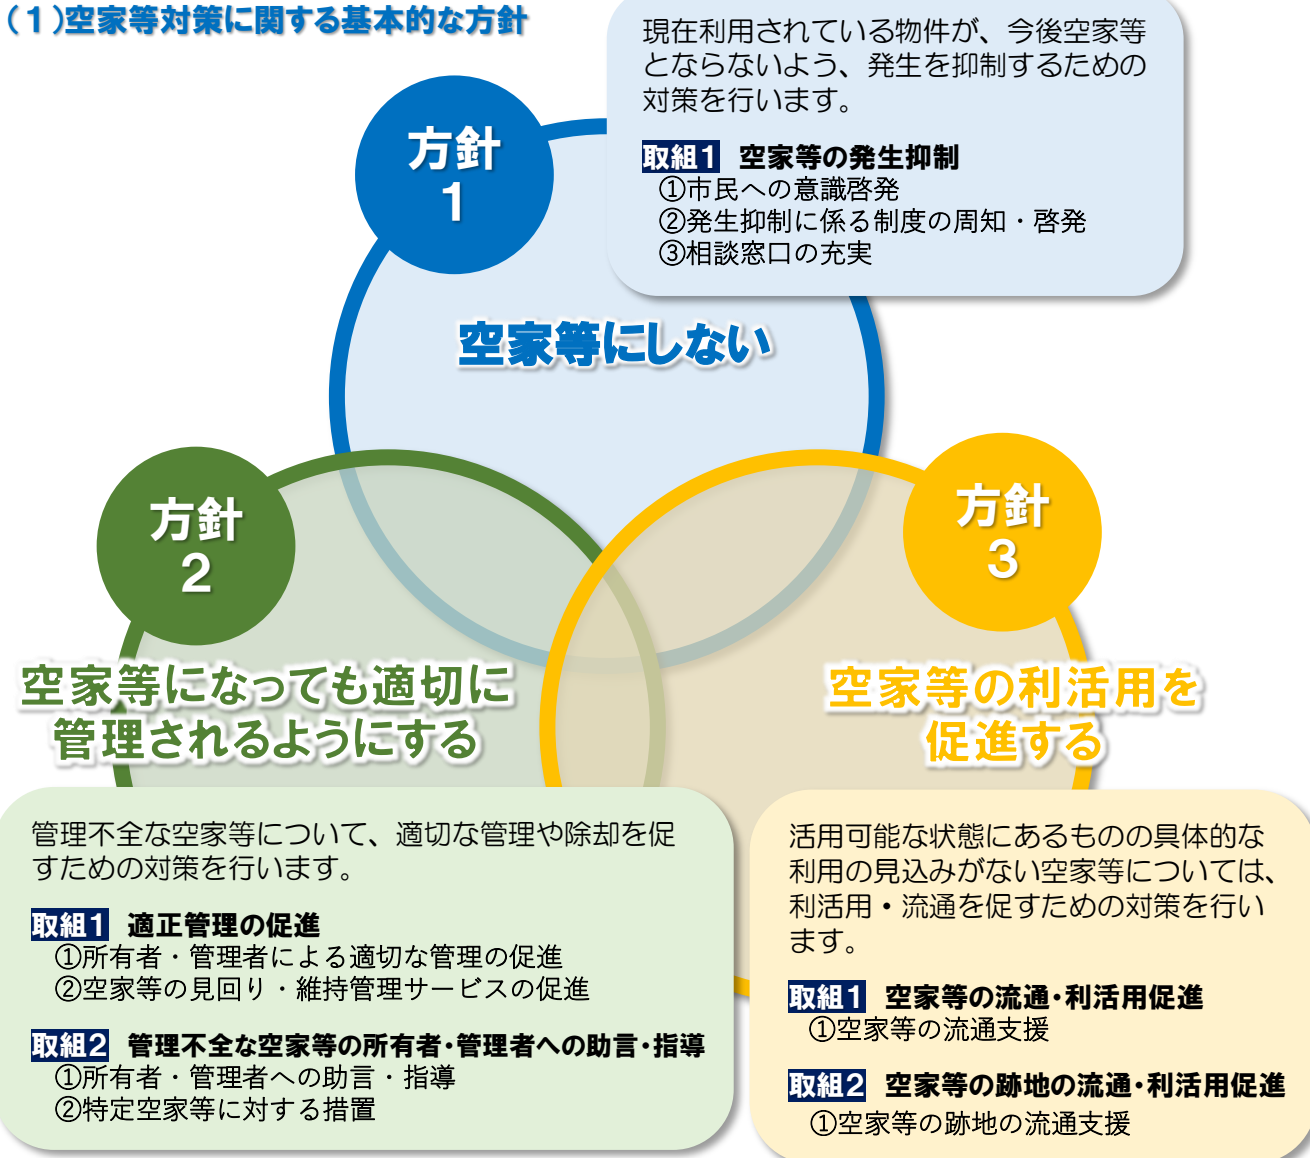 (1)空家等対策に関する基本的な方針
方針
1
現在利用されている物件が、今後空家等
とならないよう、発生を抑制するための
対策を行います。
取組1 空家等の発生抑制
①市民への意識啓発
②発生抑制に係る制度の周知・啓発
③相談窓口の充実
空家等にしない
方針
2
空家等になっても適切に
管理されるようにする
管理不全な空家等について、適切な管理や除却を促
すための対策を行います。
取組1 適正管理の促進
①所有者・管理者による適切な管理の促進
②空家等の見回り・維持管理サービスの促進
取組2 管理不全な空家等の所有者・管理者への助言・指導
①所有者・管理者への助言・指導
②特定空家等に対する措置
方針
3
空家等の利活用を
促進する
活用可能な状態にあるものの具体的な
利用の見込みがない空家等については、
利活用・流通を促すための対策を行い
ます。
取組1 空家等の流通・利活用促進
①空家等の流通支援
取組2 空家等の跡地の流通・利活用促進
①空家等の跡地の流通支援